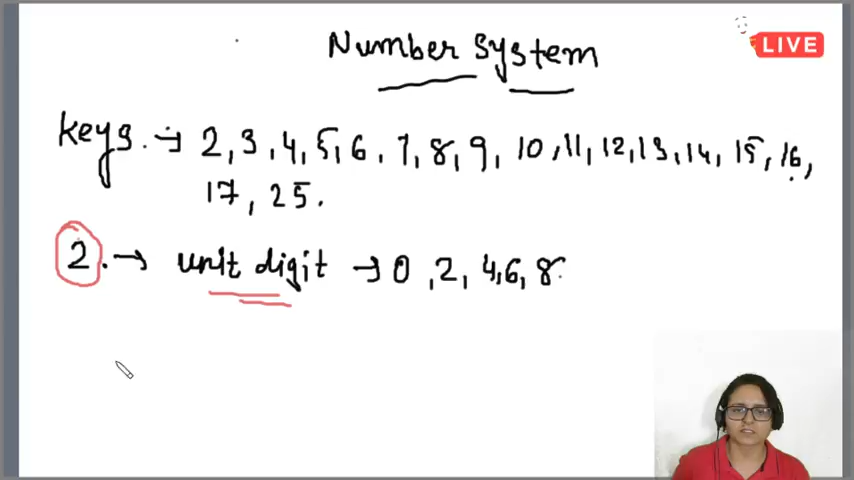 Number System
LIVE
keys. → 2, 3, 4, 5, 6, 7, 8, 9, 10, 11, 12, 13, 14, 15, 16,
17, 25.
2. → unit digit → 0, 2, 4, 6, 8.